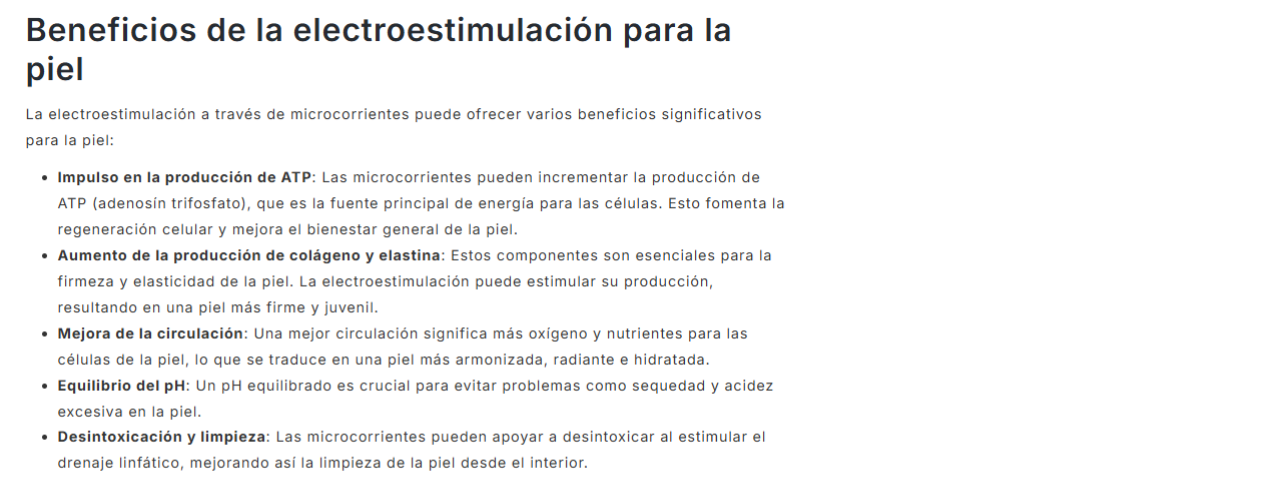 Beneficios de la electroestimulación para la
piel
La electroestimulación a través de microcorrientes puede ofrecer varios beneficios significativos
para la piel:
• Impulso en la producción de ATP: Las microcorrientes pueden incrementar la producción de
ATP (adenosín trifosfato), que es la fuente principal de energía para las células. Esto fomenta la
regeneración celular y mejora el bienestar general de la piel.
• Aumento de la producción de colágeno y elastina: Estos componentes son esenciales para la
firmeza y elasticidad de la piel. La electroestimulación puede estimular su producción,
resultando en una piel más firme y juvenil.
• Mejora de la circulación: Una mejor circulación significa más oxígeno y nutrientes para las
células de la piel, lo que se traduce en una piel más armonizada, radiante e hidratada.
• Equilibrio del pH: Un pH equilibrado es crucial para evitar problemas como sequedad y acidez
excesiva en la piel.
• Desintoxicación y limpieza: Las microcorrientes pueden apoyar a desintoxicar al estimular el
drenaje linfático, mejorando así la limpieza de la piel desde el interior.